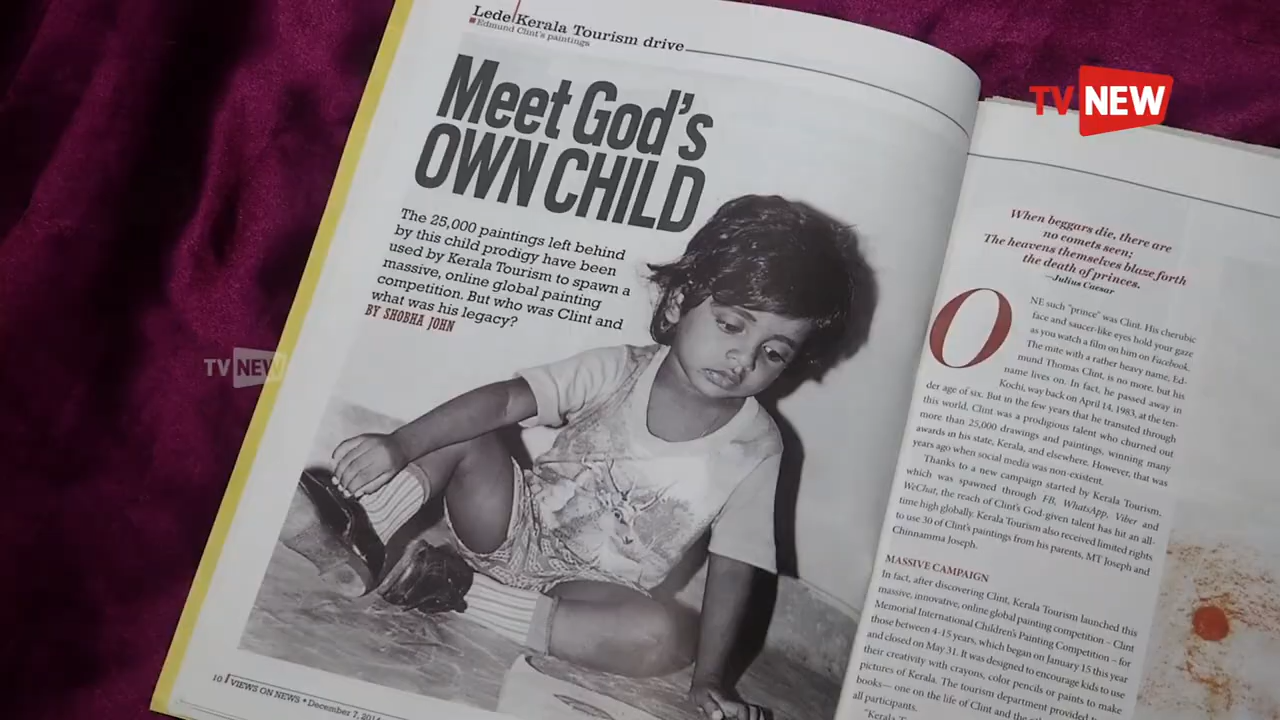 Lede/Kerala Tourism drive
Edmund Clint's paintings
Meet God's
OWN CHILD
The 25,000 paintings left behind
by this child prodigy have been
used by Kerala Tourism to spawn a
massive, online global painting
competition. But who was Clint and
what was his legacy?
BY SHOBHA JOHN
10 VIEWS ON NEWS • December 7,
TV NEW
TV NEW
When beggars die, there are
no comets seen;
The heavens themselves blaze forth
the death of princes.
—Julius Caesar
ONE such "prince" was Clint. His cherubic
face and saucer-like eyes hold your gaze
as you watch a film on him on Facebook.
The mite with a rather heavy name, Ed-
mund Thomas Clint, is no more, but his
name lives on. In fact, he passed away in
Kochi, way back on April 14, 1983, at the ten-
der age of six. But in the few years that he transited through
this world, Clint was a prodigious talent who churned out
more than 25,000 drawings and paintings, winning many
awards in his state, Kerala, and elsewhere. However, that was
years ago when social media was non-existent.
Thanks to a new campaign started by Kerala Tourism,
which was spawned through FB, WhatsApp, Viber and
WeChat, the reach of Clint's God-given talent has hit an all-
time high globally. Kerala Tourism also received limited rights
to use 30 of Clint's paintings from his parents, MT Joseph and
Chinnamma Joseph.
MASSIVE CAMPAIGN
In fact, after discovering Clint, Kerala Tourism launched this
massive, innovative, online global painting competition – Clint
Memorial International Children's Painting Competition – for
those between 4-15 years, which began on January 15 this year
and closed on May 31. It was designed to encourage kids to use
their creativity with crayons, color pencils or paints to make
pictures of Kerala. The tourism department provided
books— one on the life of Clint and the
all participants.
"Kerala